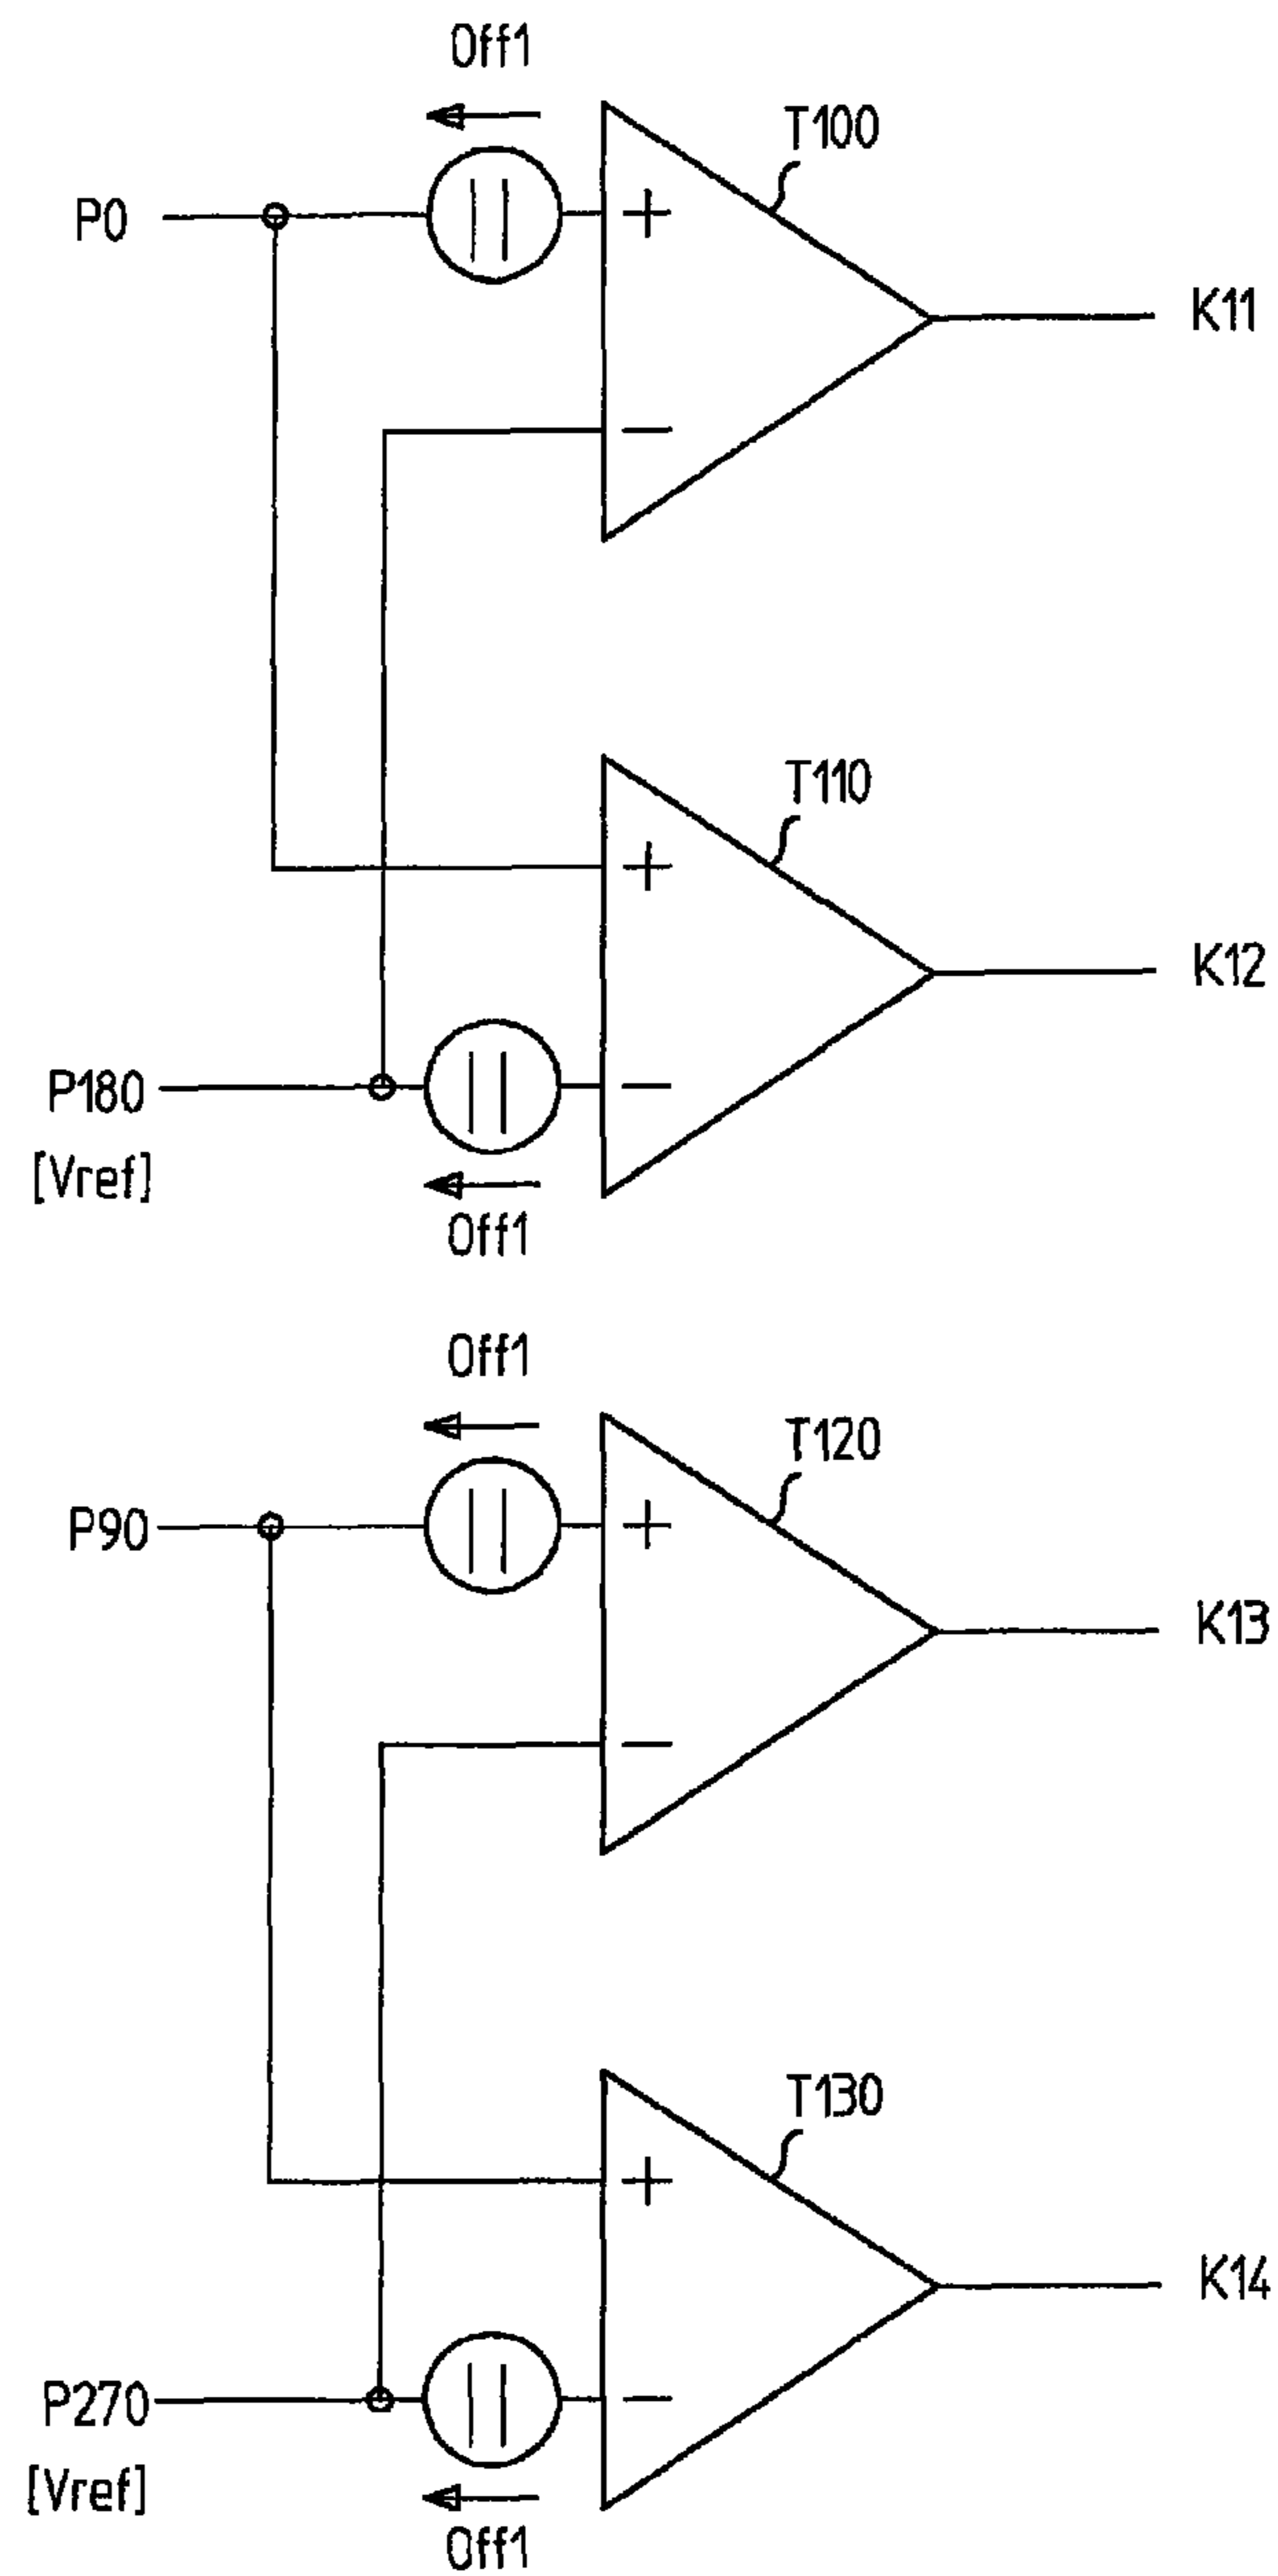 Off1
T100
P0
+
K11
−
T110
+
K12
P180
−
[Vref]
Off1
Off1
T120
P90
+
K13
−
T130
+
K14
P270
−
[Vref]
Off1